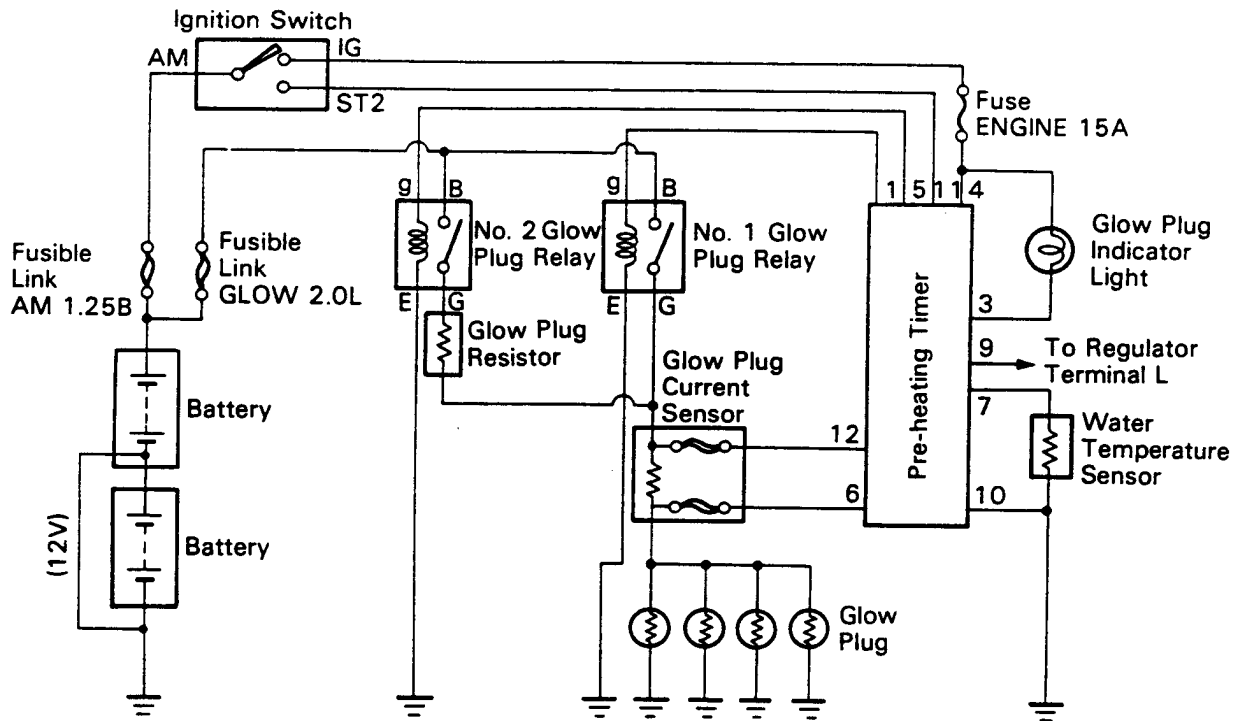 Ignition Switch
AM
IG
ST2
Fuse
ENGINE 15A
1 5 11 4
g B
g B
No. 2 Glow
Plug Relay
No. 1 Glow
Plug Relay
Glow Plug
Indicator
Light
Fusible
Link
AM 1.25B
Fusible
Link
GLOW 2.0L
E G
E G
Glow Plug
Resistor
Glow Plug
Current
Sensor
Pre-heating Timer
3
9
To Regulator
Terminal L
7
Battery
12
Water
Temperature
Sensor
6
10
(12V)
Battery
Glow
Plug